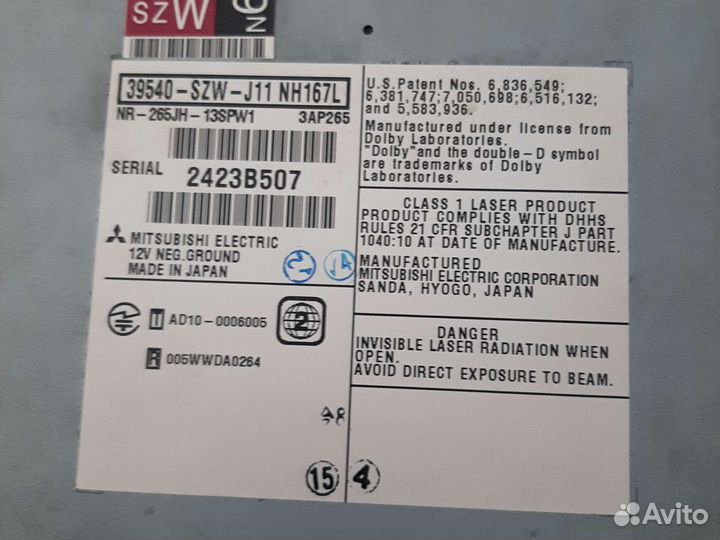 SZW
N6
39540-SZW-J11 NH167L
NR-265JH-13SPW1 3AP265
SERIAL 2423B507
MITSUBISHI ELECTRIC
12V NEG.GROUND
MADE IN JAPAN
T AD10-0006005
2
R 005WWDA0264
15
U.S.Patent Nos. 6,836,549;
6,381,747;7,050,698;6,516,132;
and 5,583,936.
Manufactured under license from
Dolby Laboratories.
"Dolby"and the double-D symbol
are trademarks of Dolby
Laboratories.
CLASS 1 LASER PRODUCT
PRODUCT COMPLIES WITH DHHS
RULES 21 CFR SUBCHAPTER J PART
1040:10 AT DATE OF MANUFACTURE.
MANUFACTURED
MITSUBISHI ELECTRIC CORPORATION
SANDA, HYOGO, JAPAN
DANGER
INVISIBLE LASER RADIATION WHEN
OPEN.
AVOID DIRECT EXPOSURE TO BEAM.
4
Avito